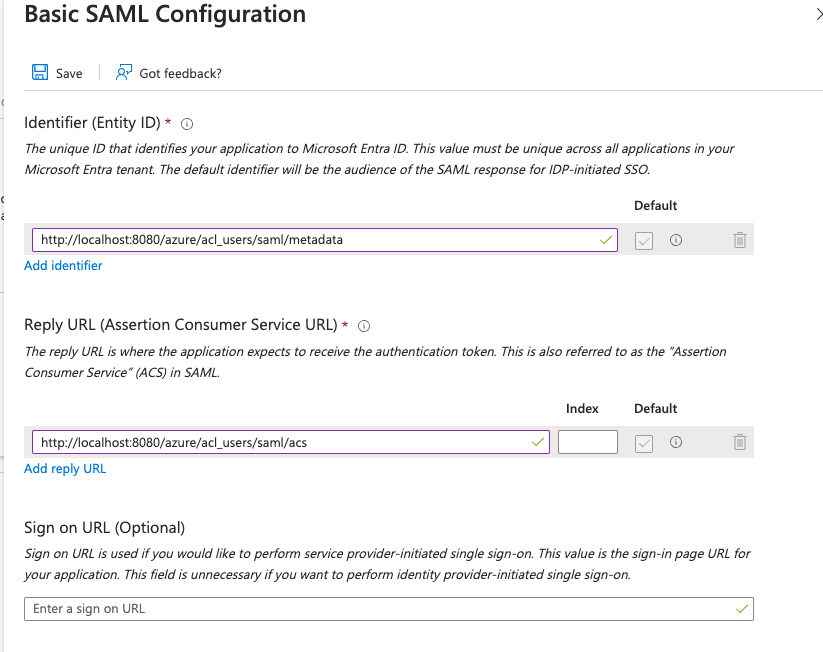 Basic SAML Configuration
Save
Got feedback?
Identifier (Entity ID) *
The unique ID that identifies your application to Microsoft Entra ID. This value must be unique across all applications in your
Microsoft Entra tenant. The default identifier will be the audience of the SAML response for IDP-initiated SSO.
Default
http://localhost:8080/azure/acl_users/saml/metadata
Add identifier
Reply URL (Assertion Consumer Service URL) *
The reply URL is where the application expects to receive the authentication token. This is also referred to as the "Assertion
Consumer Service" (ACS) in SAML.
Index Default
http://localhost:8080/azure/acl_users/saml/acs
Add reply URL
Sign on URL (Optional)
Sign on URL is used if you would like to perform service provider-initiated single sign-on. This value is the sign-in page URL for
your application. This field is unnecessary if you want to perform identity provider-initiated single sign-on.
Enter a sign on URL